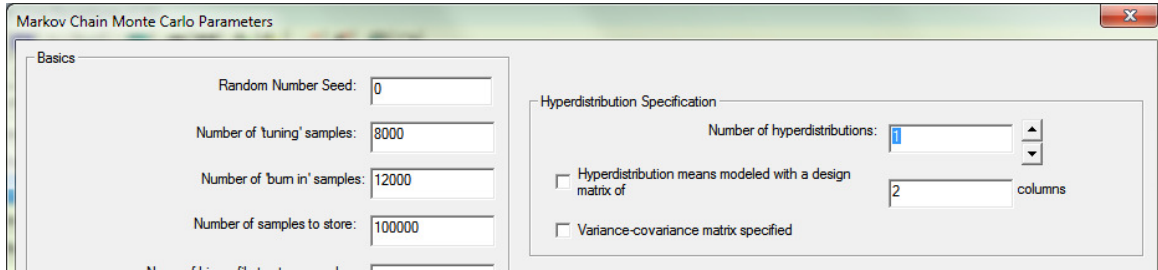 Markov Chain Monte Carlo Parameters
Basics
Random Number Seed: 0
Number of 'tuning' samples: 8000
Number of 'burn in' samples: 12000
Number of samples to store: 100000
Hyperdistribution Specification
Number of hyperdistributions: 1
Hyperdistribution means modeled with a design
matrix of 2 columns
Variance-covariance matrix specified